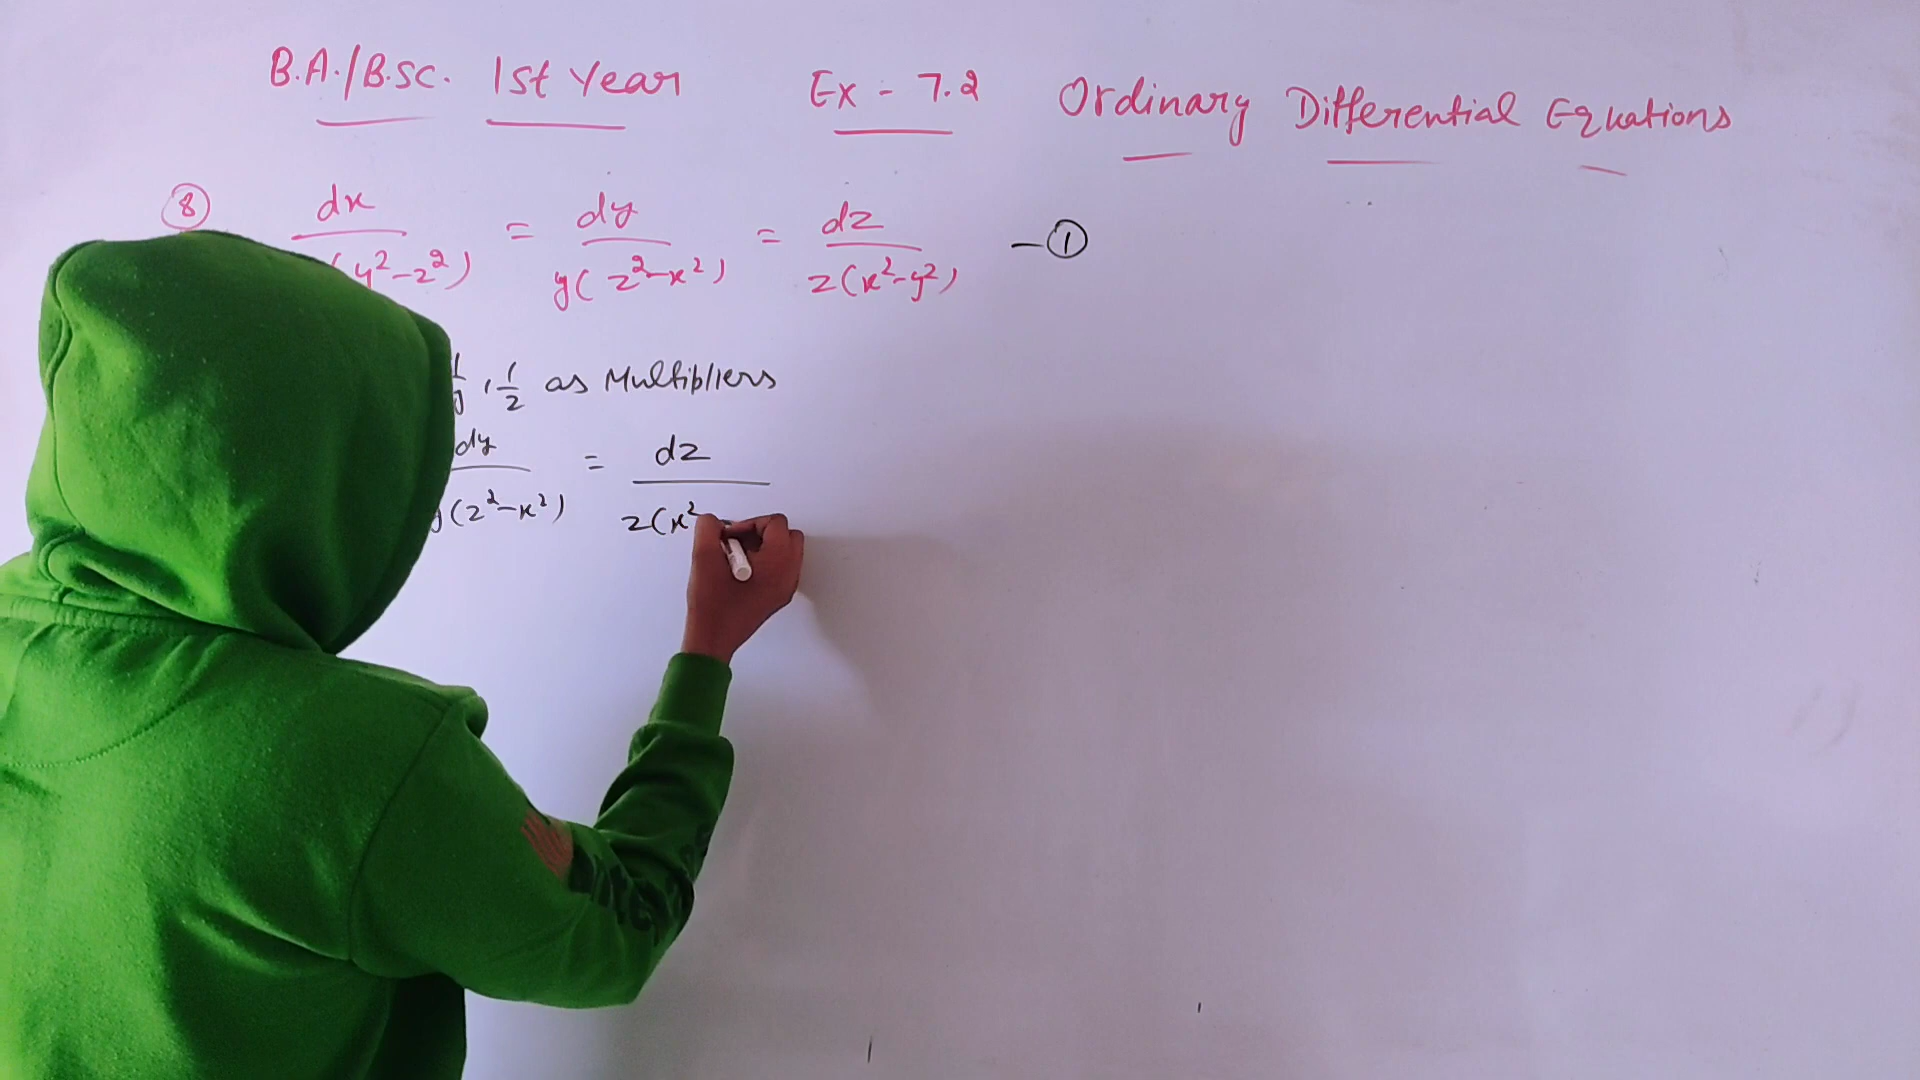 B.A./B.SC. 1st Year Ex - 7.2 Ordinary Differential Equations
⑧ dx/(y²-z²) = dy/y(z²-x²) = dz/z(x²-y²) -①
1/y, 1/z as Multipliers
dy/y(z²-x²) = dz/z(x²